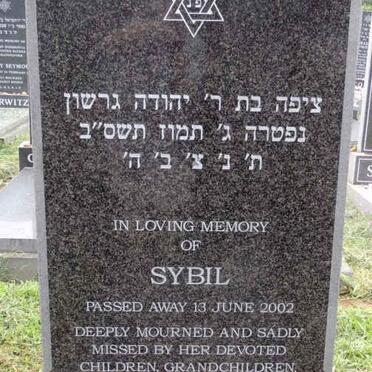 פ״נ
ציפה בת ר׳ יהודה גרשון
נפטרה ג׳ תמוז תשס״ב
ת׳ נ׳ צ׳ ב׳ ה׳
IN LOVING MEMORY
OF
SYBIL
PASSED AWAY 13 JUNE 2002
DEEPLY MOURNED AND SADLY
MISSED BY HER DEVOTED
CHILDREN, GRANDCHILDREN,